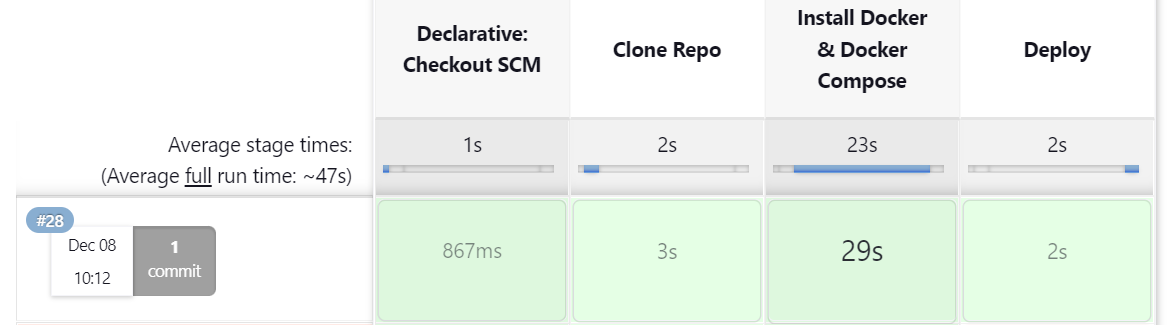 Declarative:
Checkout SCM
Clone Repo
Install Docker
& Docker
Compose
Deploy
Average stage times:
(Average full run time: ~47s)
1s
2s
23s
2s
#28
Dec 08
10:12
1
commit
867ms
3s
29s
2s